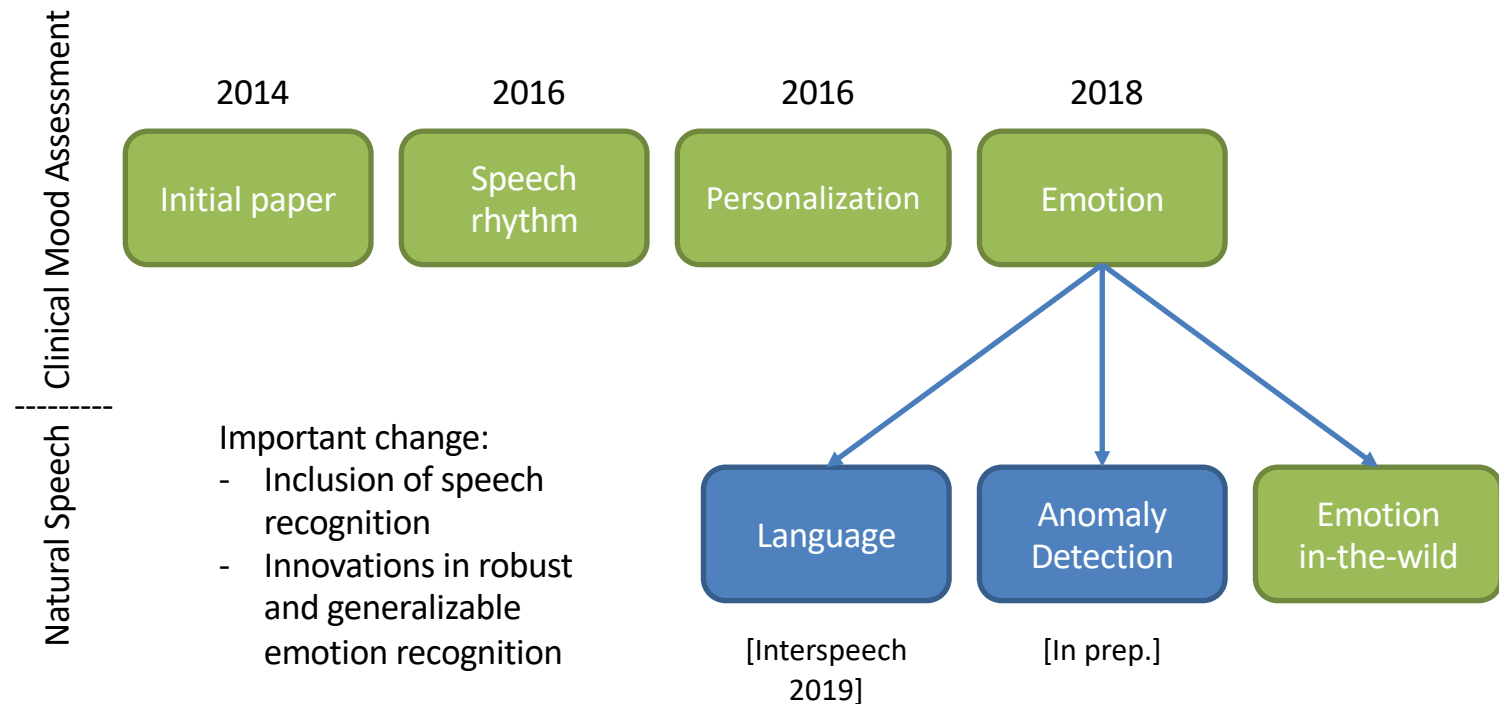 Clinical Mood Assessment
2014
2016
2016
2018
Initial paper
Speech
rhythm
Personalization
Emotion
---------
Natural Speech
Important change:
- Inclusion of speech
recognition
- Innovations in robust
and generalizable
emotion recognition
Language
Anomaly
Detection
Emotion
in-the-wild
[Interspeech
2019]
[In prep.]